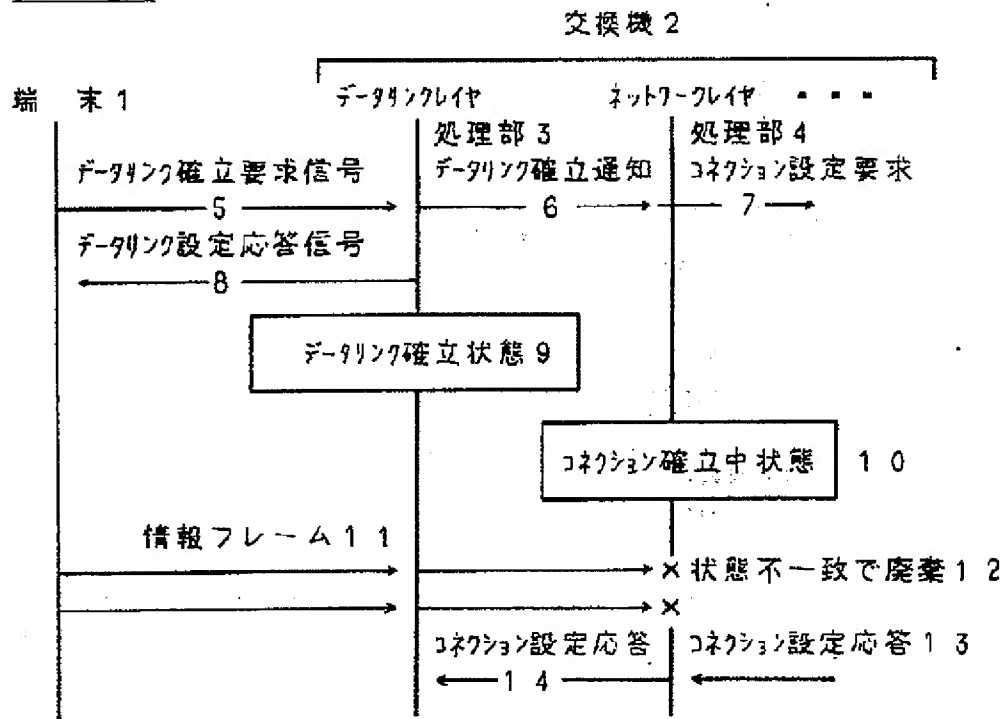 交換機2
端 末1 データリンクレイヤ ネットワークレイヤ ・・・
処理部3 処理部4
データリンク確立要求信号 データリンク確立通知 コネクション設定要求
5 6 7
データリンク設定応答信号
8
データリンク確立状態9
コネクション確立中状態 10
情報フレーム11
×状態不一致で廃棄12
×
コネクション設定応答 コネクション設定応答13
14